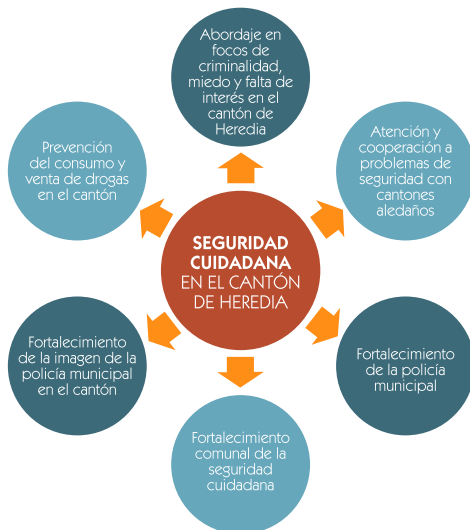 Abordaje en
focos de
criminalidad,
miedo y falta de
interés en el
cantón de
Heredia
Prevención
del consumo y
venta de drogas
en el cantón
Atención y
cooperación a
problemas de
seguridad con
cantones
aledaños
SEGURIDAD
CUIDADANA
EN EL CANTÓN
DE HEREDIA
Fortalecimiento
de la imagen de la
policía municipal
en el cantón
Fortalecimiento
de la policía
municipal
Fortalecimiento
comunal de la
seguridad
cuidadana